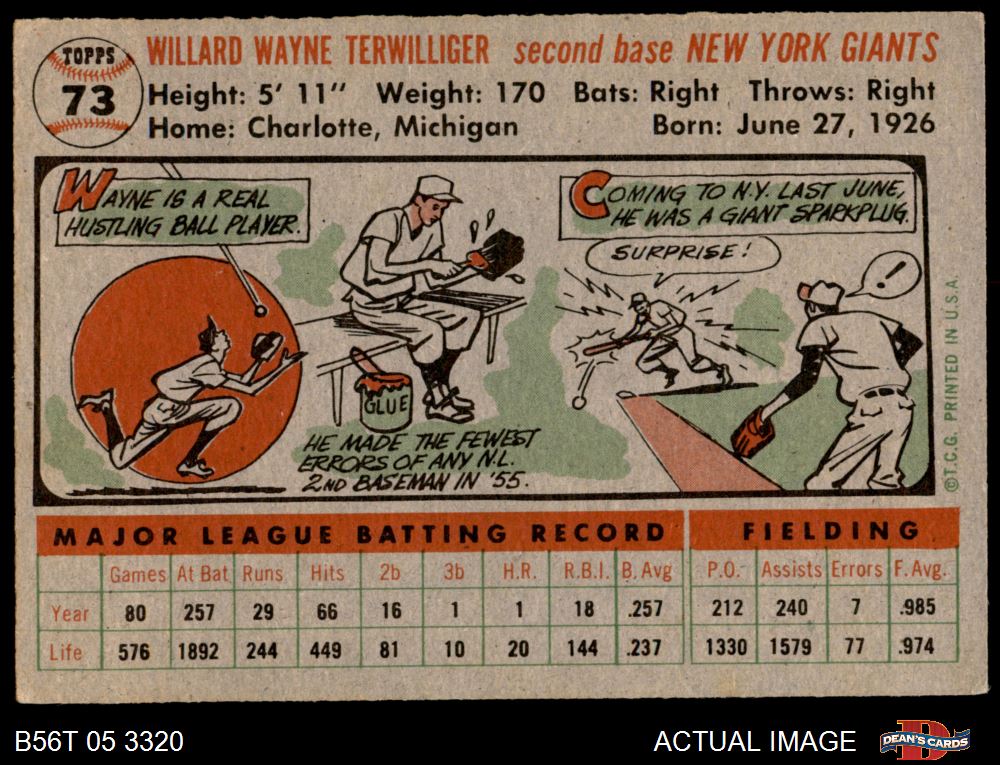 TOPPS
73
WILLARD WAYNE TERWILLIGER second base NEW YORK GIANTS
Height: 5' 11" Weight: 170 Bats: Right Throws: Right
Home: Charlotte, Michigan Born: June 27, 1926
WAYNE IS A REAL
HUSTLING BALL PLAYER.
GLUE
HE MADE THE FEWEST
ERRORS OF ANY N.L.
2ND BASEMAN IN '55.
COMING TO N.Y. LAST JUNE,
HE WAS A GIANT SPARKPLUG.
SURPRISE!
!
©T.C.G. PRINTED IN U.S.A.
MAJOR LEAGUE BATTING RECORD FIELDING
Games At Bat Runs Hits 2b 3b H.R. R.B.I. B. Avg P.O. Assists Errors F. Avg.
Year 80 257 29 66 16 1 1 18 .257 212 240 7 .985
Life 576 1892 244 449 81 10 20 144 .237 1330 1579 77 .974
B56T 05 3320 ACTUAL IMAGE D DEAN'S CARDS